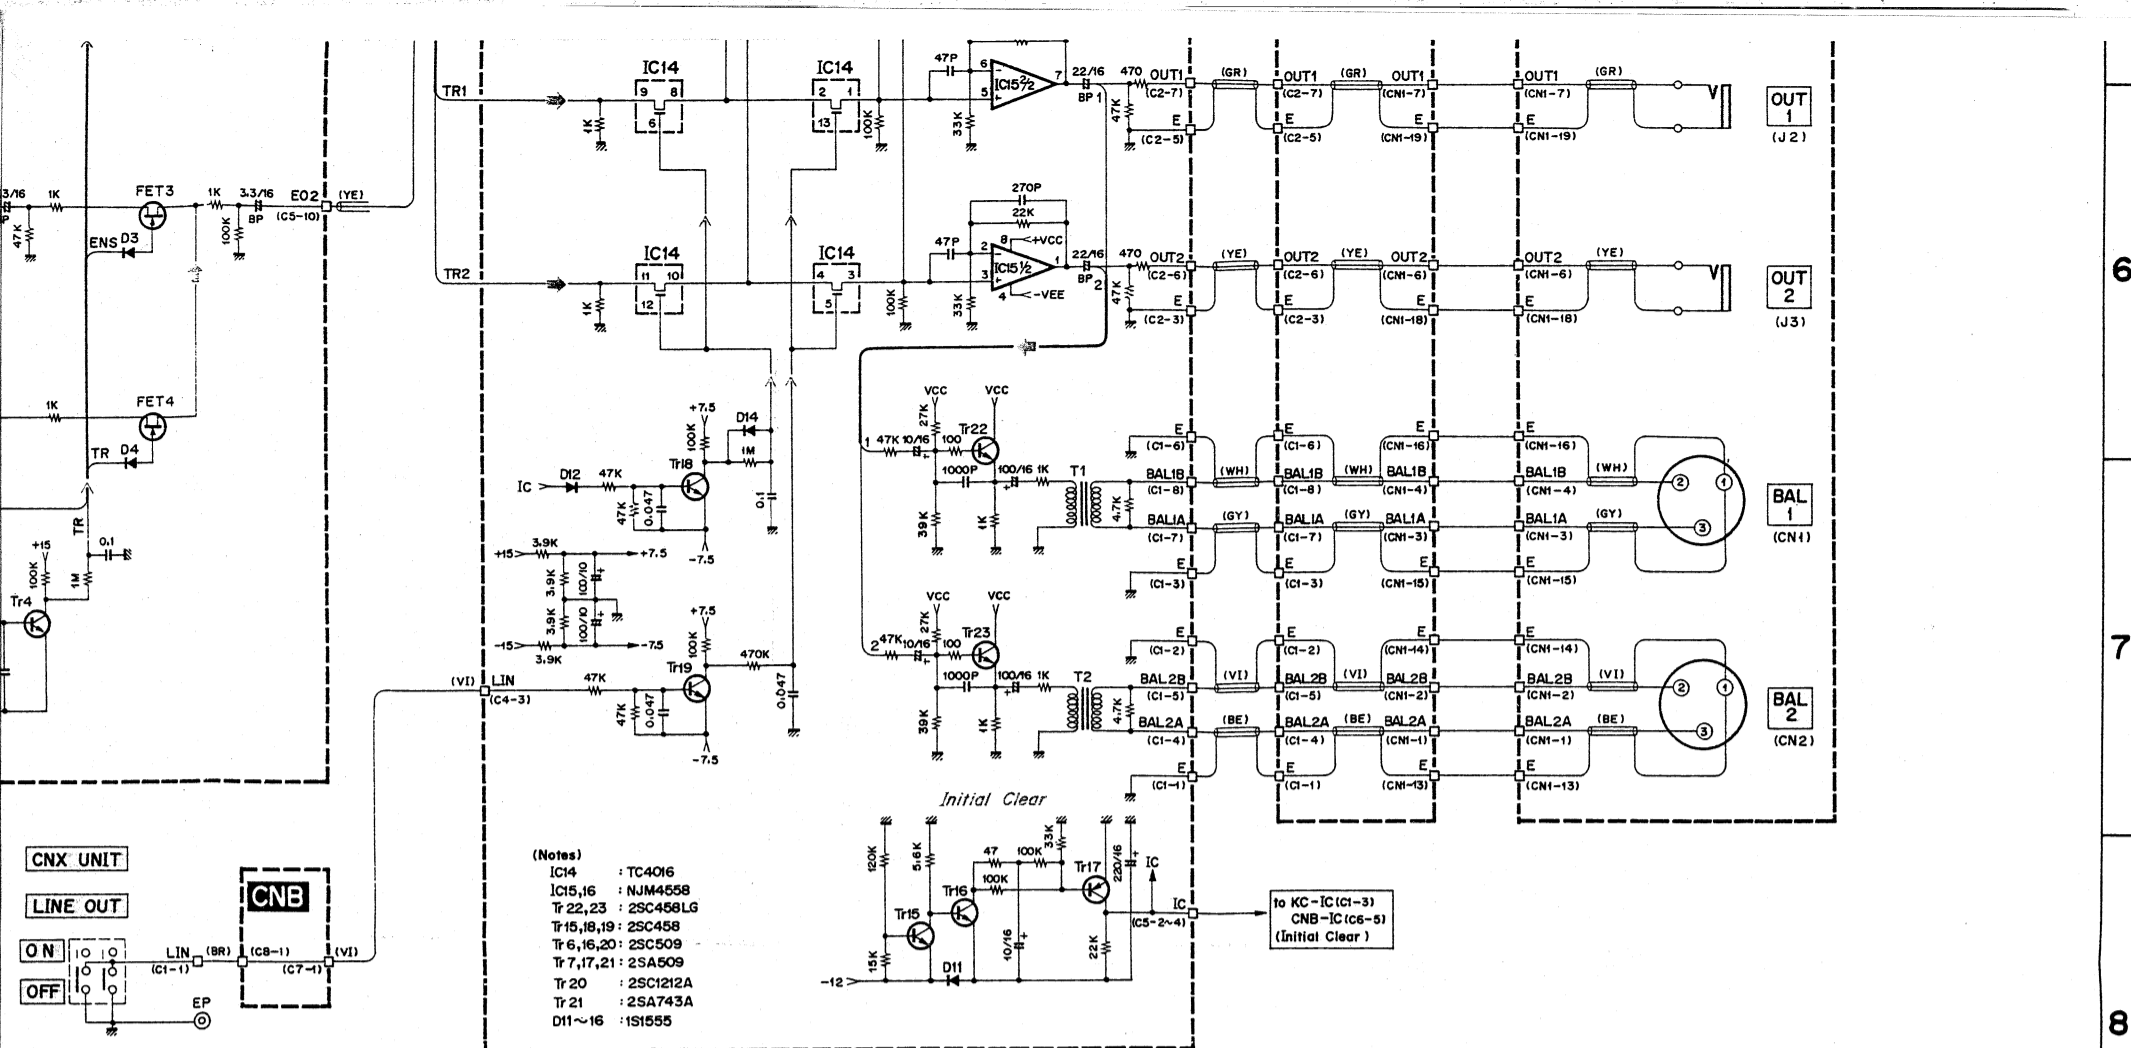 IC14
IC14
47P
6
7
5
IC15 2/2
22/16
BP 1
470
OUT1
(C2-7)
(GR)
OUT1
(C2-7)
(GR)
OUT1
(CN1-7)
OUT1
(CN1-7)
(GR)
OUT
1
(J2)
TR1
9 8
6
2 1
13
1K
100K
33K
47K
E
(C2-5)
E
(C2-5)
E
(CN1-19)
E
(CN1-19)
3/16
1K
FET3
1K
3.3/16
BP
EO2
(C5-10)
(YE)
47K
ENS
D3
100K
270P
22K
IC14
IC14
47P
2
8
+VCC
IC15 1/2
1
3
4
-VEE
22/16
BP
2
470
OUT2
(C2-6)
(YE)
OUT2
(C2-6)
(YE)
OUT2
(CN1-6)
OUT2
(CN1-6)
(YE)
OUT
2
(J3)
6
TR2
11 10
12
4 3
5
1K
100K
33K
47K
E
(C2-3)
E
(C2-3)
E
(CN1-18)
E
(CN1-18)
1K
FET4
TR
D4
TR
+15
0.1
100K
1M
Tr4
+7.5
100K
D14
1M
Tr18
IC
D12
47K
47K
0.047
0.1
-7.5
+15
3.9K
+7.5
3.9K
100/10
3.9K
100/10
-15
3.9K
-7.5
+7.5
100K
Tr19
470K
47K
47K
0.047
0.047
-7.5
(VI)
LIN
(C4-3)
VCC
VCC
27K
Tr22
1
47K
10/16
100
1000P
100/16
1K
T1
39K
1K
4.7K
E
(C1-6)
E
(C1-6)
E
(CN1-16)
E
(CN1-16)
BAL1B
(C1-8)
(WH)
BAL1B
(C1-8)
(WH)
BAL1B
(CN1-4)
BAL1B
(CN1-4)
(WH)
BAL1A
(C1-7)
(GY)
BAL1A
(C1-7)
(GY)
BAL1A
(CN1-3)
BAL1A
(CN1-3)
(GY)
E
(C1-3)
E
(C1-3)
E
(CN1-15)
E
(CN1-15)
2
1
3
BAL
1
(CN1)
VCC
VCC
27K
Tr23
2
47K
10/16
100
1000P
100/16
1K
T2
39K
1K
4.7K
E
(C1-2)
E
(C1-2)
E
(CN1-14)
E
(CN1-14)
BAL2B
(C1-5)
(VI)
BAL2B
(C1-5)
(VI)
BAL2B
(CN1-2)
BAL2B
(CN1-2)
(VI)
BAL2A
(C1-4)
(BE)
BAL2A
(C1-4)
(BE)
BAL2A
(CN1-1)
BAL2A
(CN1-1)
(BE)
E
(C1-1)
E
(C1-1)
E
(CN1-13)
E
(CN1-13)
2
1
3
BAL
2
(CN2)
7
Initial Clear
120K
5.6K
47
100K
33K
100K
Tr17
220/16
IC
Tr16
Tr15
15K
D11
10/16
22K
-12
IC
(C5-2~4)
to KC-IC(C1-3)
CNB-IC(C6-5)
(Initial Clear)
(Notes)
IC14 : TC4016
IC15,16 : NJM4558
Tr22,23 : 2SC458LG
Tr15,18,19 : 2SC458
Tr6,16,20 : 2SC509
Tr7,17,21 : 2SA509
Tr20 : 2SC1212A
Tr21 : 2SA743A
D11~16 : 1S1555
CNX UNIT
LINE OUT
ON
OFF
LIN
(C1-1)
(BR)
CNB
(C8-1)
(C7-1)
(VI)
EP
8